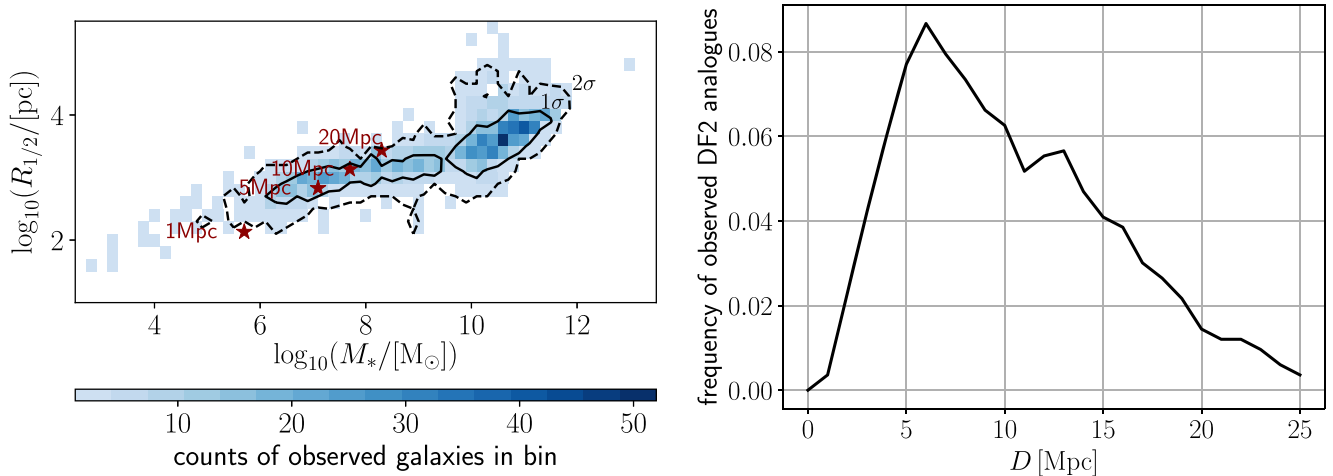 log₁₀(R₁/₂/[pc])
4
2
20Mpc
10Mpc
5Mpc
1Mpc
1σ
2σ
4 6 8 10 12
log₁₀(M*/[M⊙])
10 20 30 40 50
counts of observed galaxies in bin
frequency of observed DF2 analogues
0.08
0.06
0.04
0.02
0.00
0 5 10 15 20 25
D [Mpc]